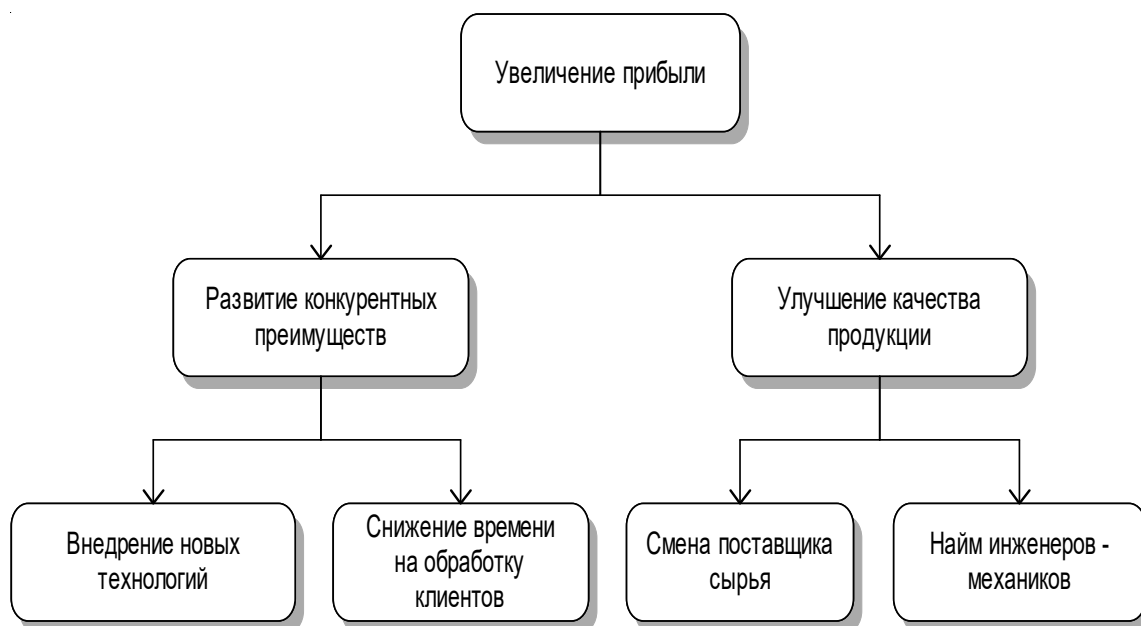 Увеличение прибыли
Развитие конкурентных
преимуществ
Улучшение качества
продукции
Внедрение новых
технологий
Снижение времени
на обработку
клиентов
Смена поставщика
сырья
Найм инженеров -
механиков